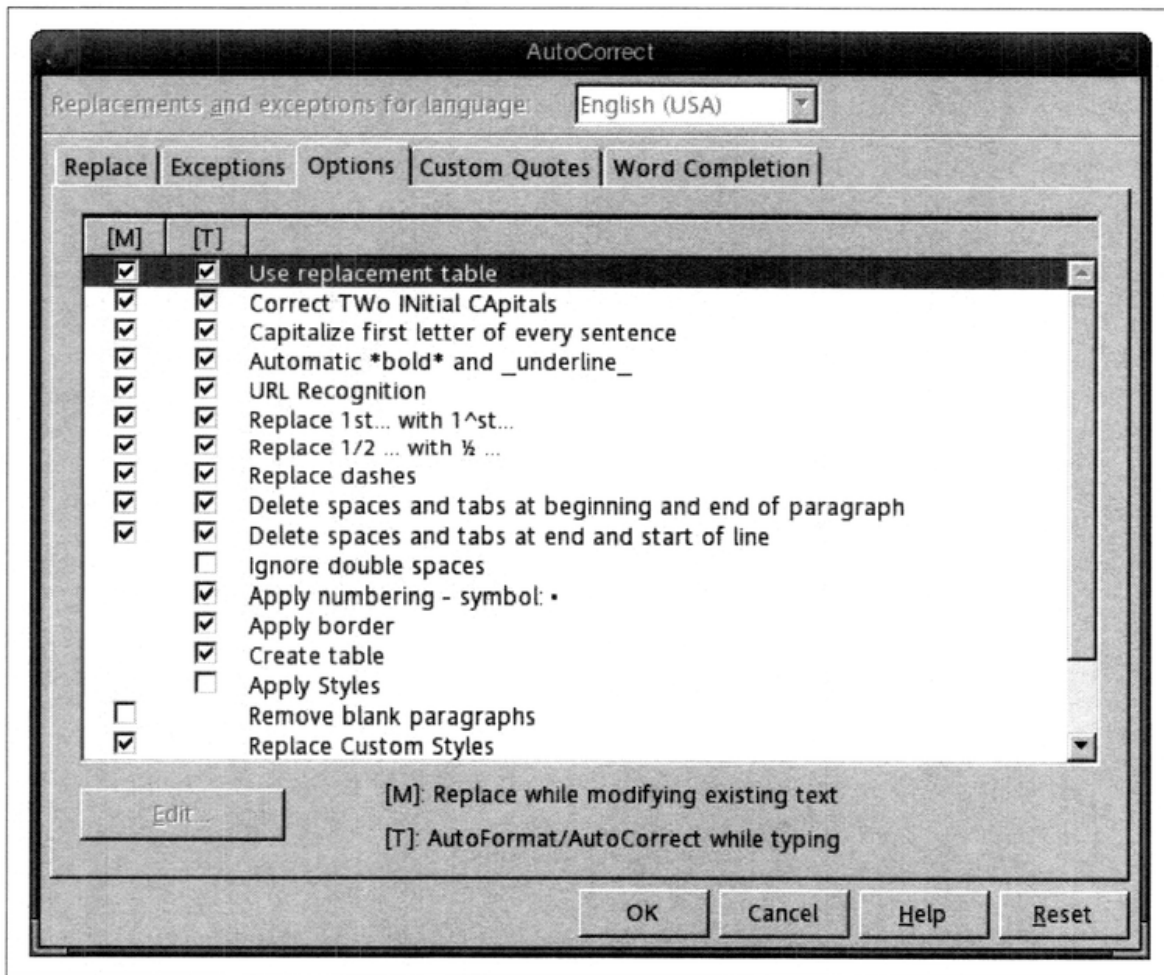 AutoCorrect
Replacements and exceptions for language: English (USA)
Replace Exceptions Options Custom Quotes Word Completion
[M] [T]
Use replacement table
Correct TWo INitial CApitals
Capitalize first letter of every sentence
Automatic *bold* and _underline_
URL Recognition
Replace 1st... with 1^st...
Replace 1/2 ... with ½ ...
Replace dashes
Delete spaces and tabs at beginning and end of paragraph
Delete spaces and tabs at end and start of line
Ignore double spaces
Apply numbering - symbol: •
Apply border
Create table
Apply Styles
Remove blank paragraphs
Replace Custom Styles
[M]: Replace while modifying existing text
Edit...
[T]: AutoFormat/AutoCorrect while typing
OK Cancel Help Reset